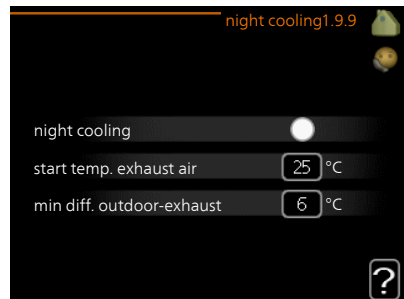 night cooling1.9.9
night cooling
start temp. exhaust air 25 °C
min diff. outdoor-exhaust 6 °C
?